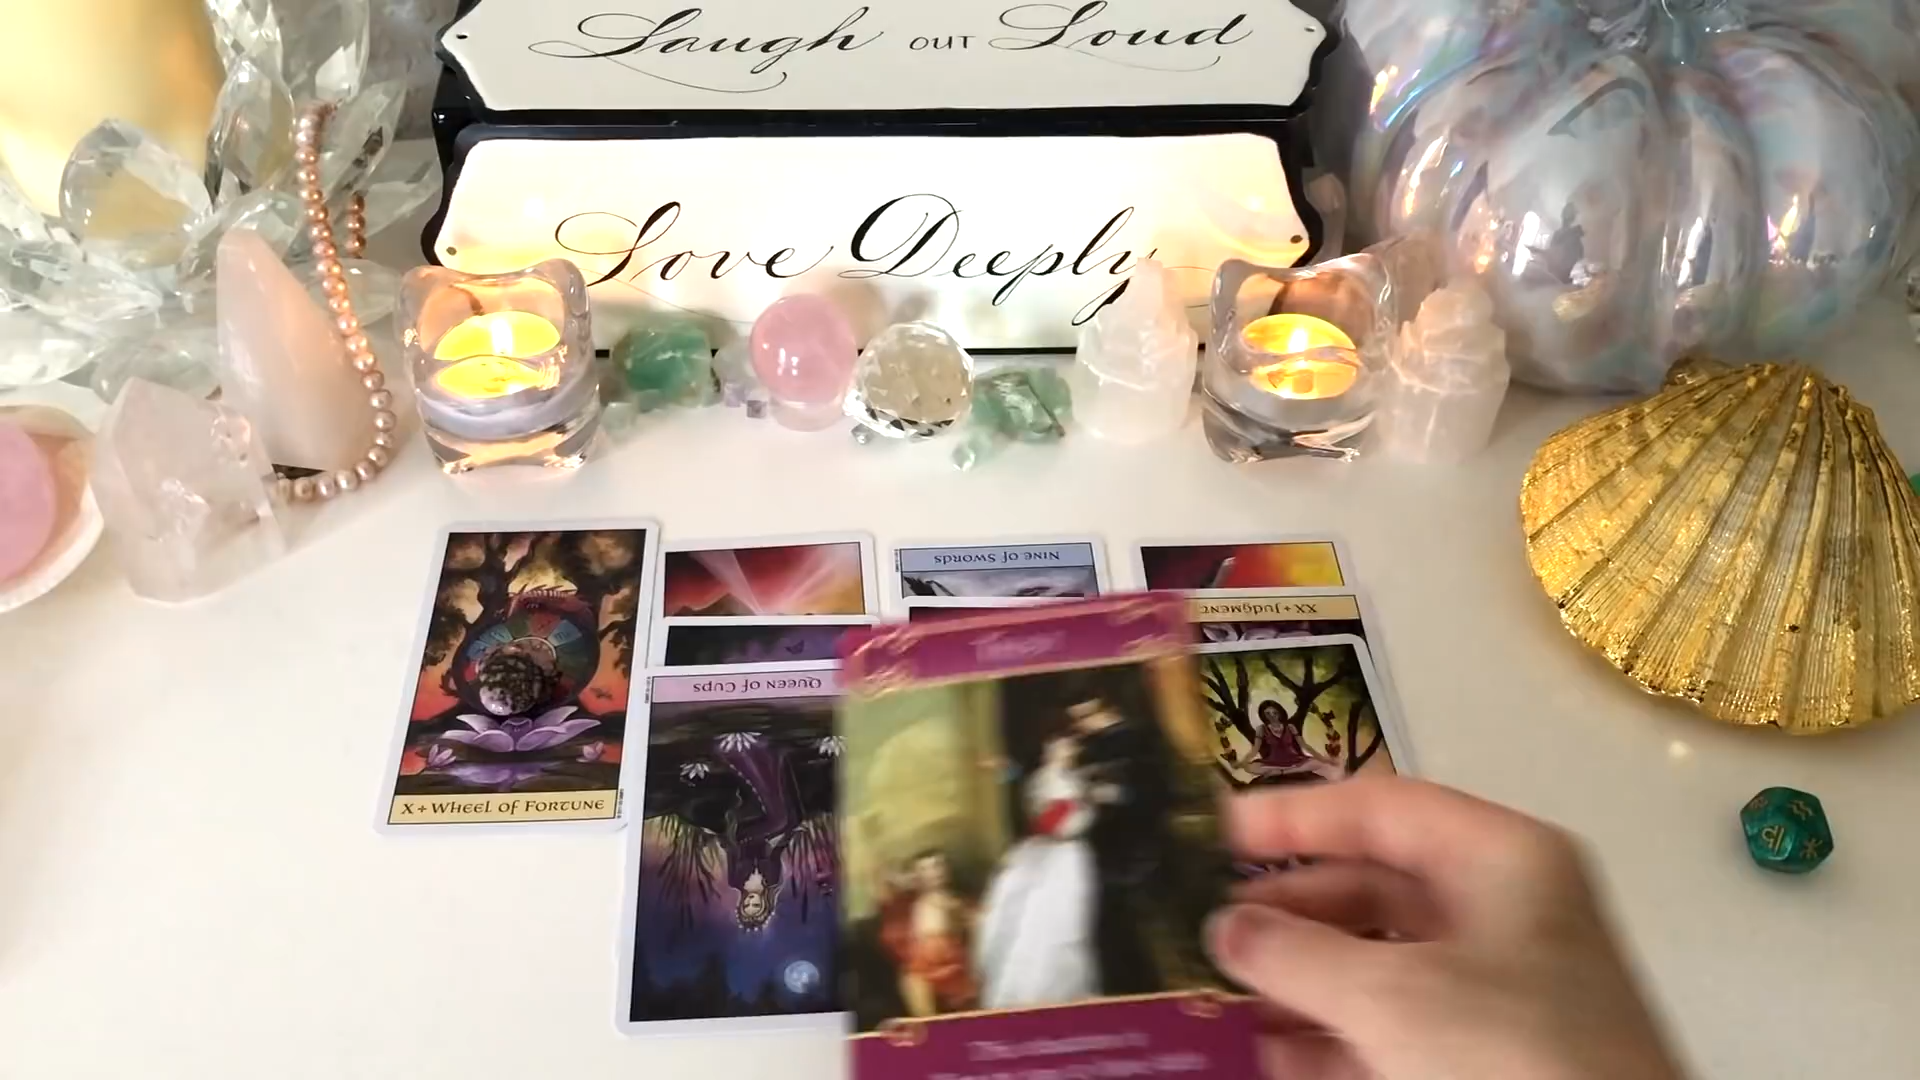 Laugh OUT Loud
Love Deeply
NINE OF SWORDS
XX + JUDGMENT
QUEEN OF CUPS
X + WHEEL OF FORTUNE